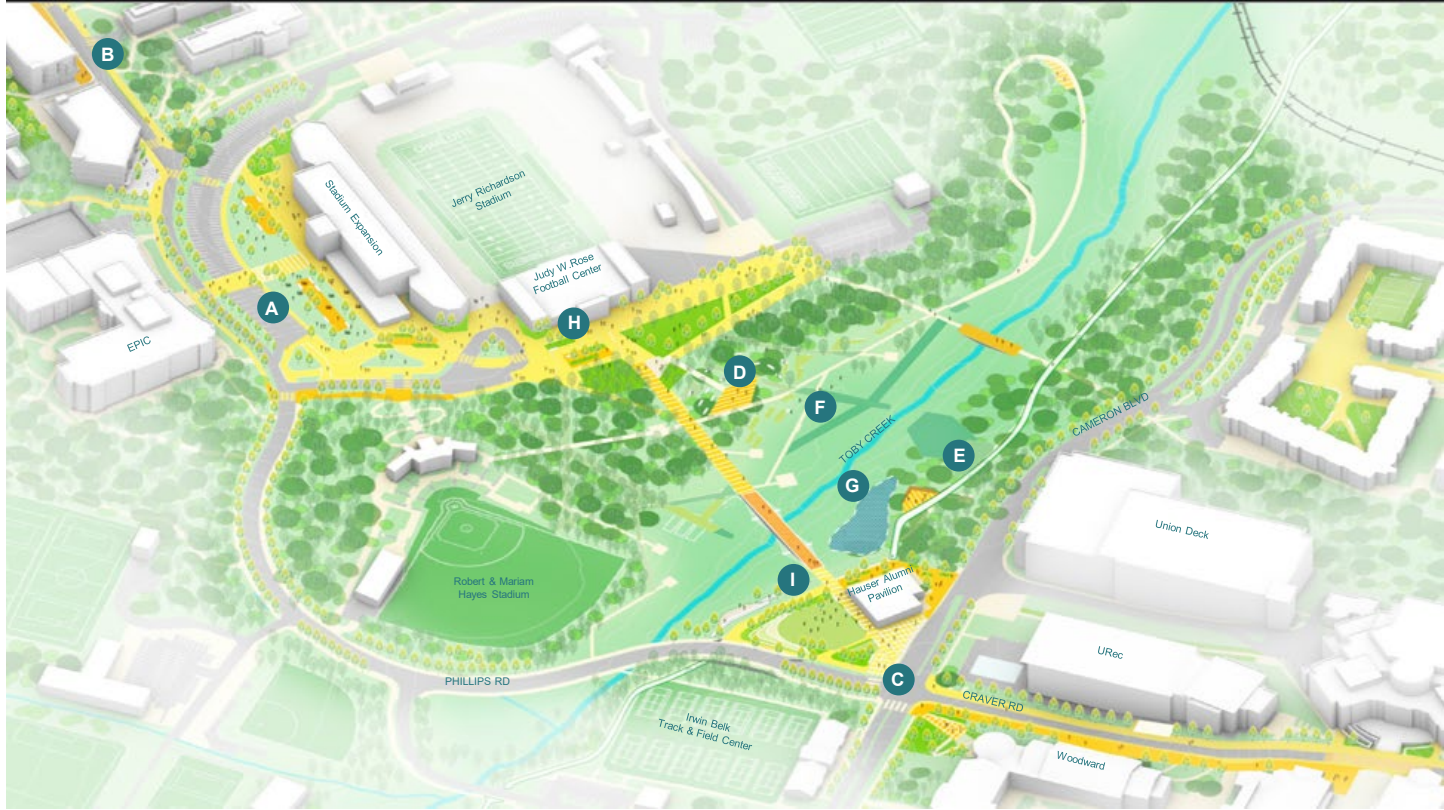 B
Stadium Expansion
Jerry Richardson
Stadium
Judy W.Rose
Football Center
A
H
EPIC
D
F
TOBY CREEK
CAMERON BLVD
E
G
Union Deck
Robert & Mariam
Hayes Stadium
I
Hauser Alumni
Pavilion
URec
C
PHILLIPS RD
CRAVER RD
Irwin Belk
Track & Field Center
Woodward